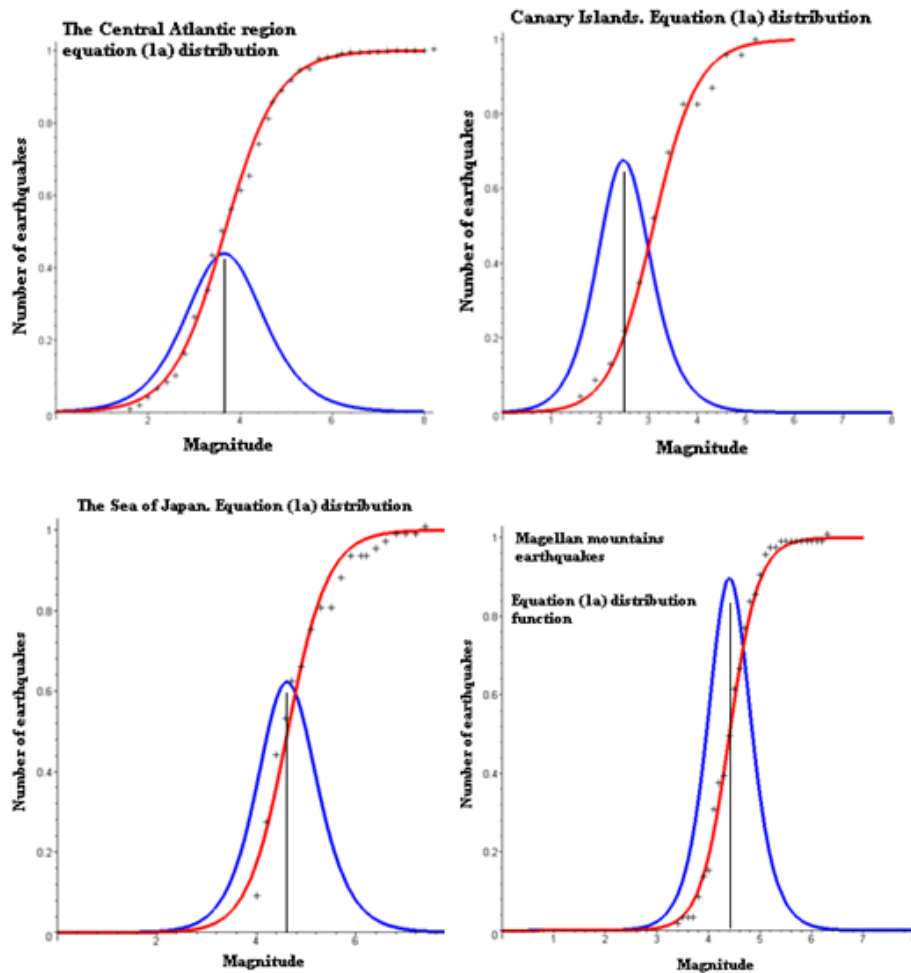 The Central Atlantic region
equation (1a) distribution
Number of earthquakes
1
0.8
0.6
0.4
0.2
0
2
4
6
8
Magnitude
Canary Islands. Equation (1a) distribution
Number of earthquakes
1
0.8
0.6
0.4
0.2
0
1
2
3
4
5
6
7
8
Magnitude
The Sea of Japan. Equation (1a) distribution
Number of earthquakes
1
0.8
0.6
0.4
0.2
2
4
6
Magnitude
Magellan mountains
earthquakes
Equation (1a) distribution
function
Number of earthquakes
1
0.8
0.6
0.4
0.2
0
1
2
3
4
5
6
7
Magnitude